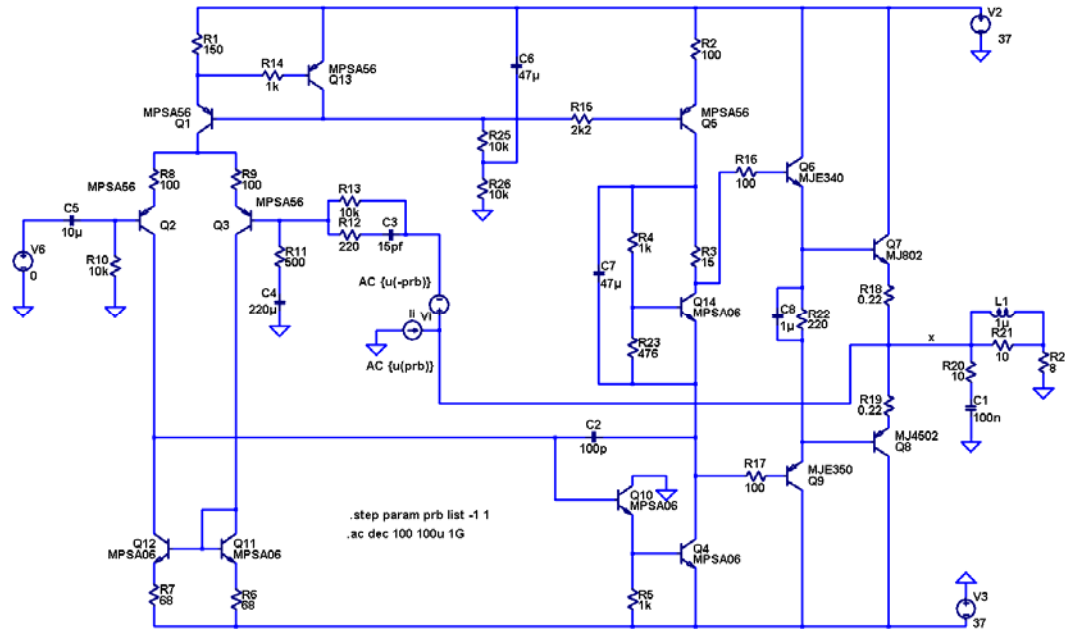 R1
150
R14
1k
MPSA56
Q13
C6
47µ
R2
100
V2
37
MPSA56
Q1
R15
2k2
MPSA56
Q5
R25
10k
R26
10k
R16
100
Q6
MJE340
R8
100
R9
100
MPSA56
MPSA56
Q2
Q3
C5
10µ
V6
0
R10
10k
R13
10k
R12
220
C3
15pf
R11
500
C4
220µ
AC {u(-prb)}
Ii
Vi
AC {u(prb)}
C7
47µ
R4
1k
R3
15
Q14
MPSA06
R23
476
Q7
MJ802
R18
0.22
C8
1µ
R22
220
x
L1
1µ
R21
10
R20
10
R2
8
C1
100n
R19
0.22
MJ4502
Q8
C2
100p
R17
100
MJE350
Q9
Q10
MPSA06
.step param prb list -1 1
.ac dec 100 100u 1G
Q12
MPSA06
Q11
MPSA06
Q4
MPSA06
R7
68
R6
68
R5
1k
V3
37